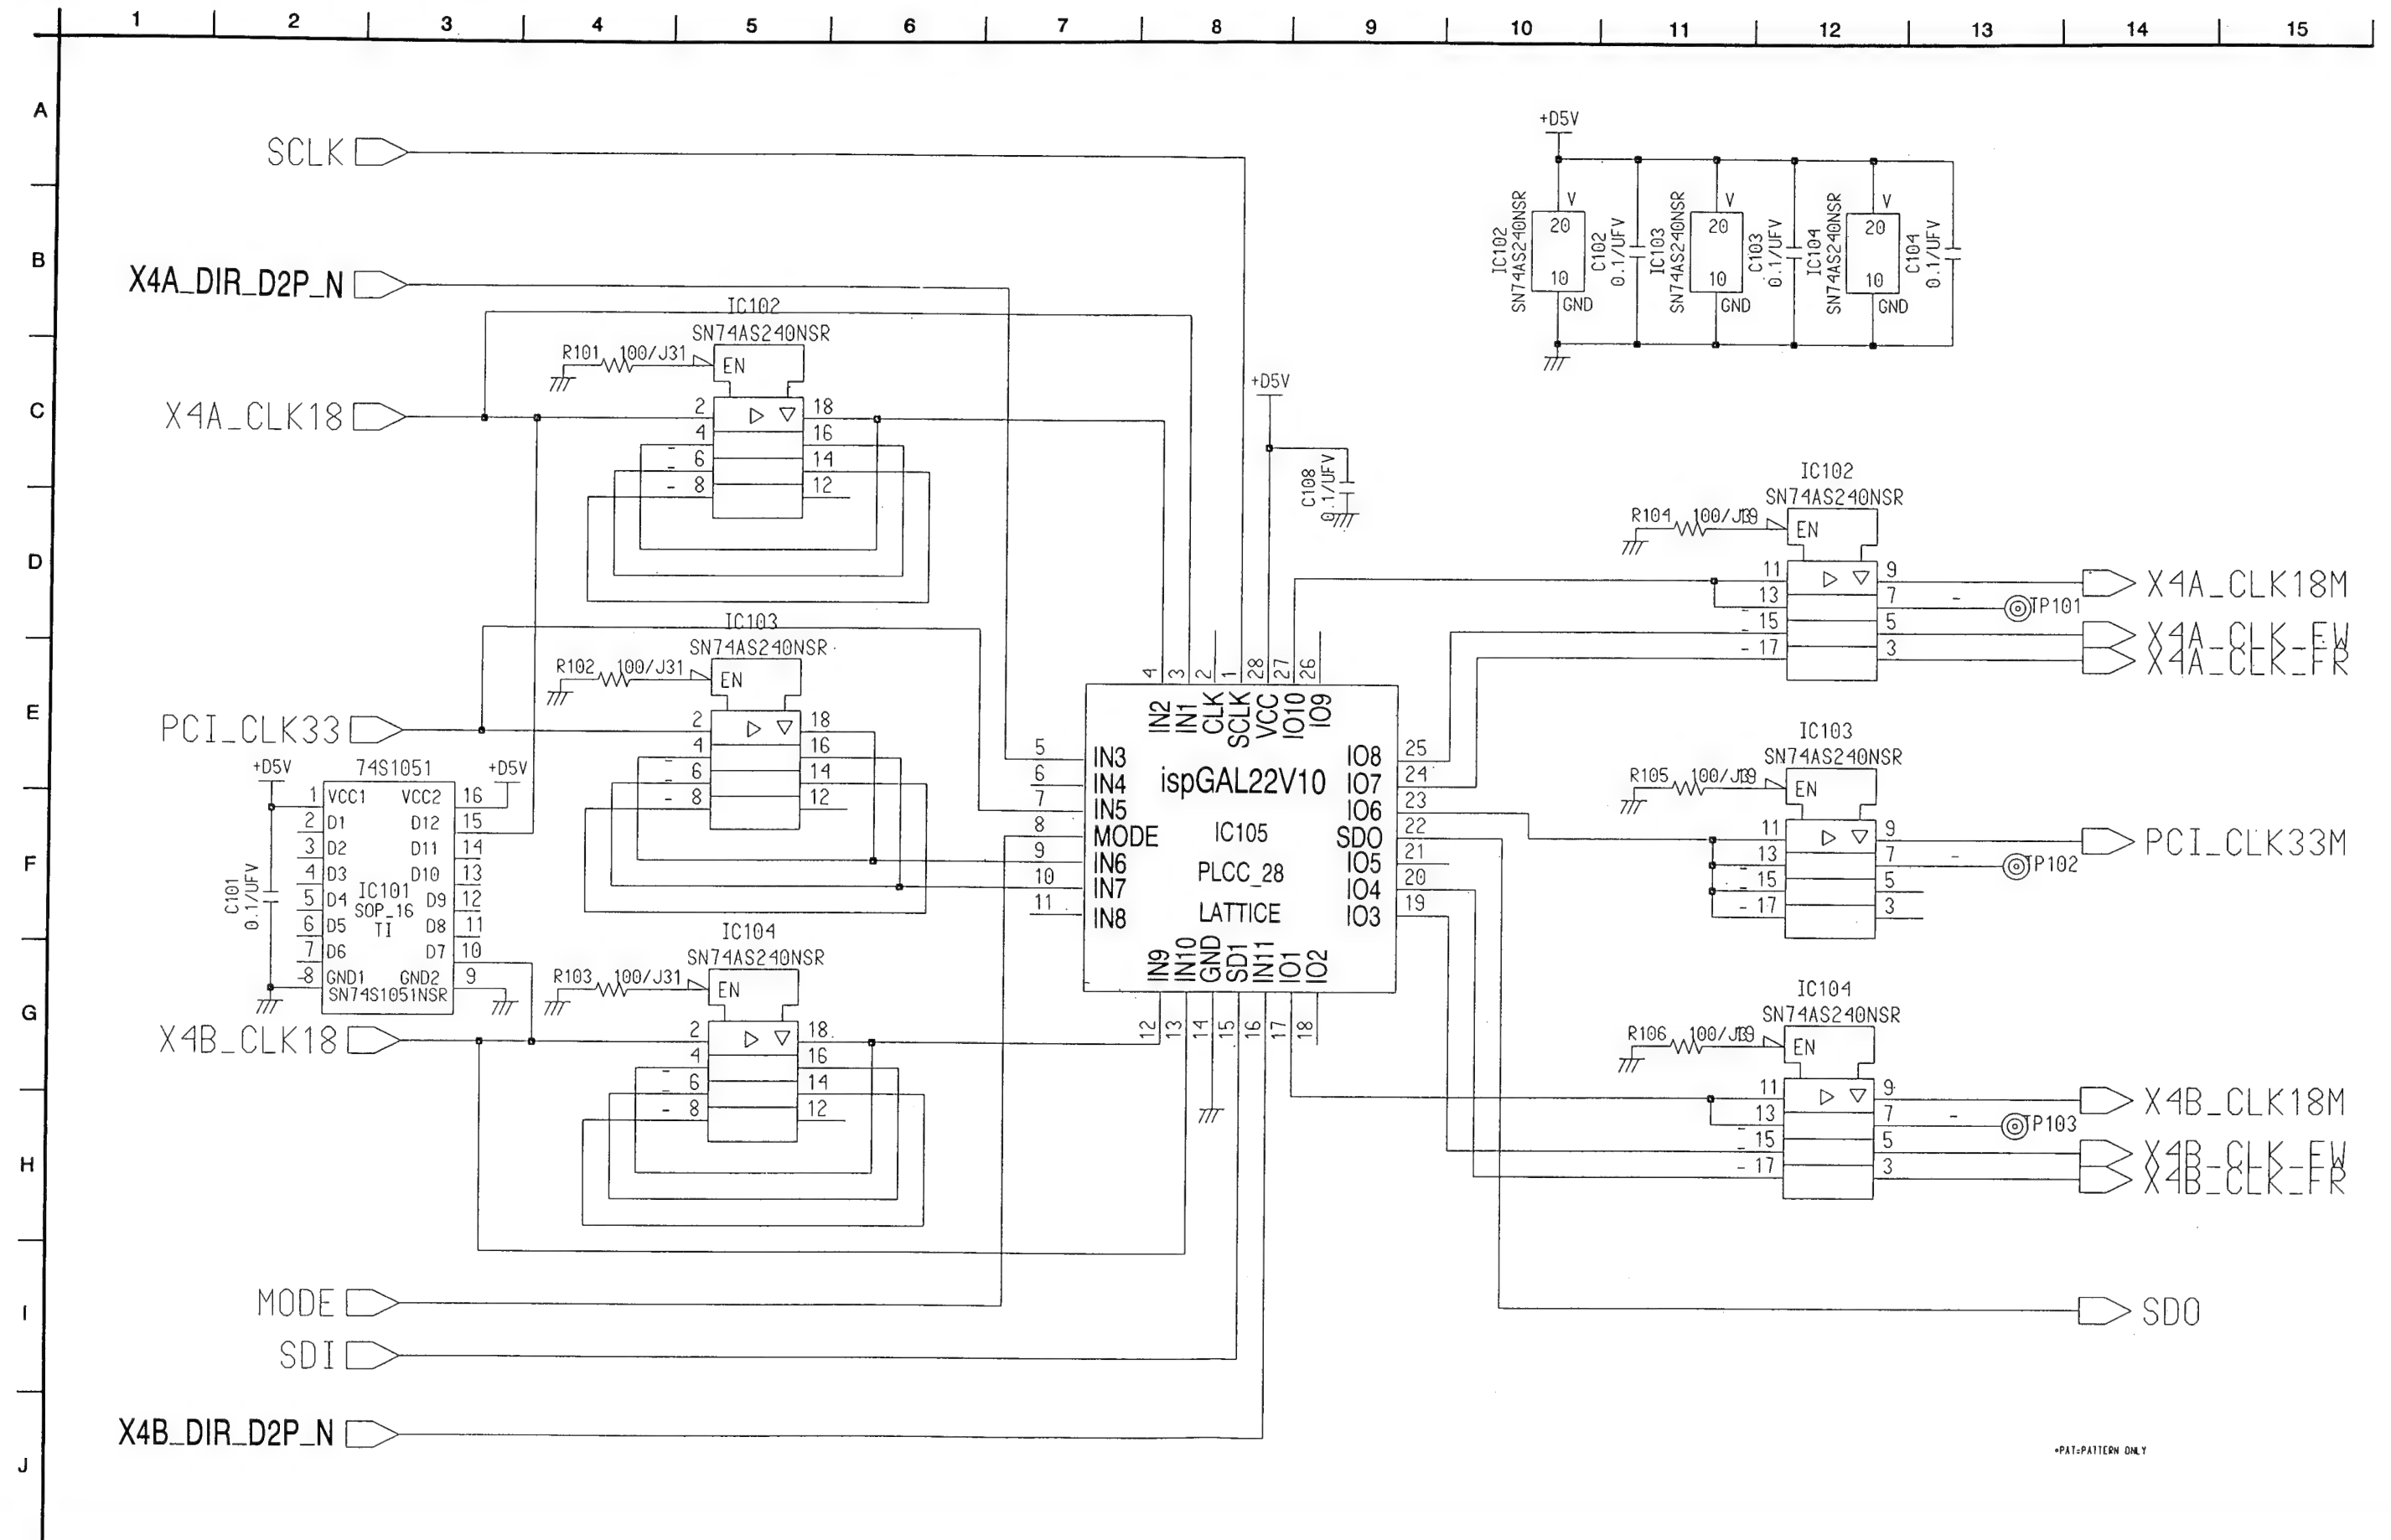 1 2 3 4 5 6 7 8 9 10 11 12 13 14 15
A
B
C
D
E
F
G
H
I
J
SCLK
X4A_DIR_D2P_N
X4A_CLK18
PCI_CLK33
X4B_CLK18
MODE
SDI
X4B_DIR_D2P_N
IC102
SN74AS240NSR
R101 100/J31
EN
2 18
4 16
6 14
8 12
IC103
SN74AS240NSR
R102 100/J31
EN
2 18
4 16
6 14
8 12
IC104
SN74AS240NSR
R103 100/J31
EN
2 18
4 16
6 14
8 12
+D5V 74S1051 +D5V
1 VCC1 VCC2 16
2 D1 D12 15
3 D2 D11 14
4 D3 D10 13
5 D4 D9 12
6 D5 D8 11
7 D6 D7 10
8 GND1 GND2 9
IC101
SOP_16
TI
SN74S1051NSR
C101
0.1/UFV
+D5V
IC102
SN74AS240NSR
V
20
10
GND
C102
0.1/UFV
IC103
SN74AS240NSR
V
20
10
GND
C103
0.1/UFV
IC104
SN74AS240NSR
V
20
10
GND
C104
0.1/UFV
+D5V
C108
0.1/UFV
4 3 2 1 28 27 26
IN2 IN1 CLK SCLK VCC IO10 IO9
5 IN3 IO8 25
6 IN4 IO7 24
7 IN5 IO6 23
8 MODE SDO 22
9 IN6 IO5 21
10 IN7 IO4 20
11 IN8 IO3 19
ispGAL22V10
IC105
PLCC_28
LATTICE
IN9 IN10 GND SD1 IN11 IO1 IO2
12 13 14 15 16 17 18
IC102
SN74AS240NSR
R104
EN
11 9
13 7
15 5
17 3
TP101
X4A_CLK18M
X4A_CLK_FW
X4A_CLK_FR
IC103
SN74AS240NSR
R105
EN
11 9
13 7
15 5
17 3
TP102
PCI_CLK33M
IC104
SN74AS240NSR
R106
EN
11 9
13 7
15 5
17 3
TP103
X4B_CLK18M
X4B_CLK_FW
X4B_CLK_FR
SDO
*PAT=PATTERN ONLY